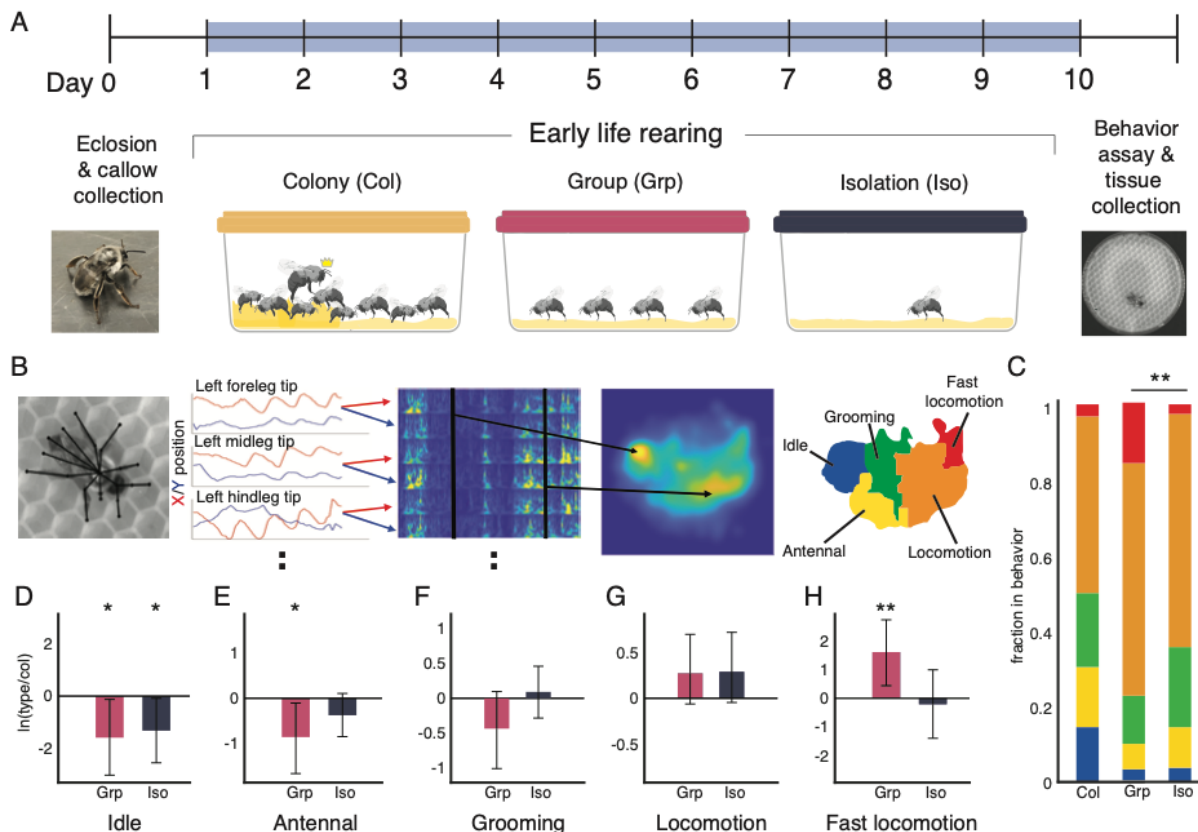 A
Day 0 1 2 3 4 5 6 7 8 9 10
Eclosion
& callow
collection
Early life rearing
Colony (Col)
Group (Grp)
Isolation (Iso)
Behavior
assay &
tissue
collection
B
X/Y position
Left foreleg tip
Left midleg tip
Left hindleg tip
Idle
Grooming
Fast
locomotion
Antennal
Locomotion
C
**
fraction in behavior
1
0.8
0.6
0.4
0.2
0
Col Grp Iso
D
* *
ln(type/col)
2
0
-2
Grp Iso
Idle
E
*
1
0
-1
Grp Iso
Antennal
F
1
0.5
0
-0.5
-1
Grp Iso
Grooming
G
0.5
0
-0.5
Grp Iso
Locomotion
H
**
2
1
0
-1
-2
Grp Iso
Fast locomotion